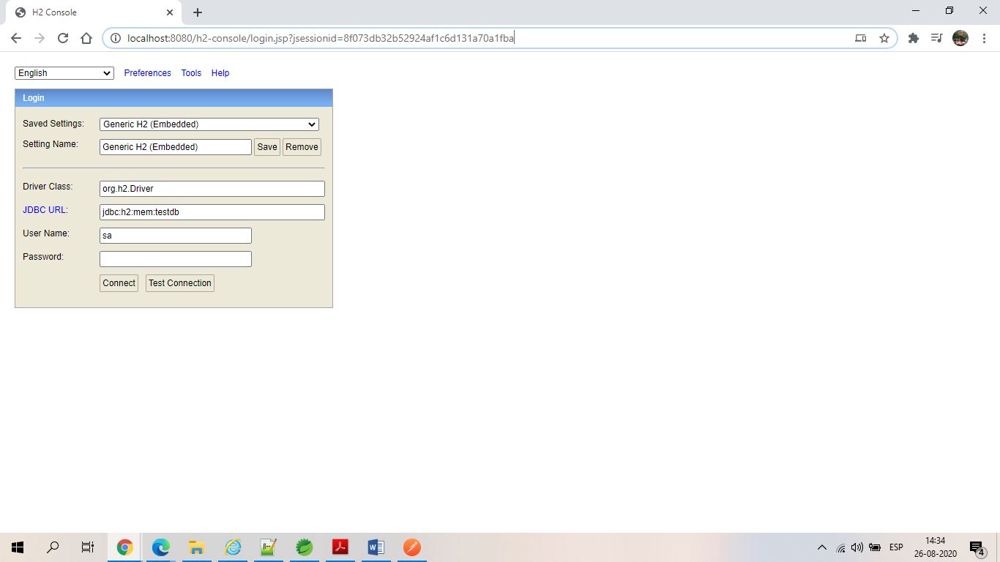 H2 Console
localhost:8080/h2-console/login.jsp?jsessionid=8f073db32b52924af1c6d131a70a1fba
English Preferences Tools Help
Login
Saved Settings: Generic H2 (Embedded)
Setting Name: Generic H2 (Embedded) Save Remove
Driver Class: org.h2.Driver
JDBC URL: jdbc:h2:mem:testdb
User Name: sa
Password:
Connect Test Connection
ESP
14:34
26-08-2020
4